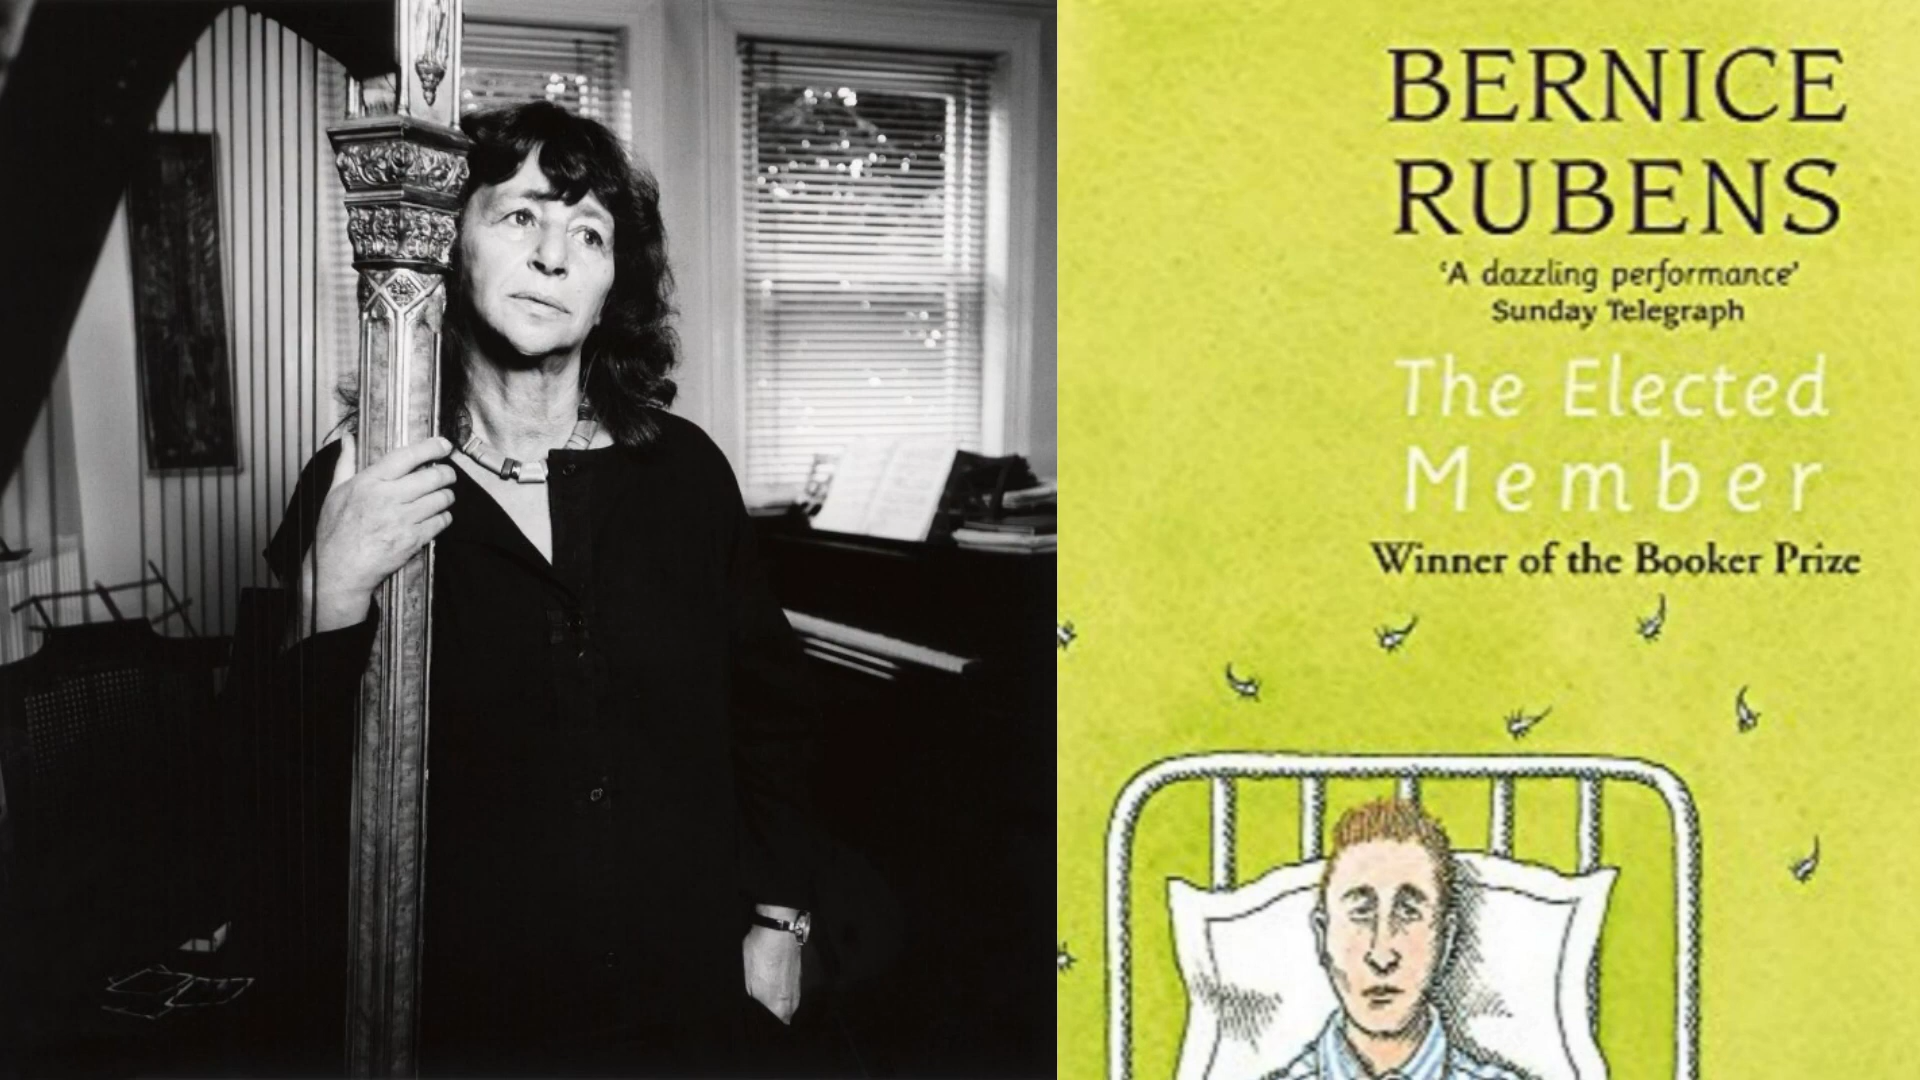 BERNICE
RUBENS
‘A dazzling performance’
Sunday Telegraph
The Elected
Member
Winner of the Booker Prize